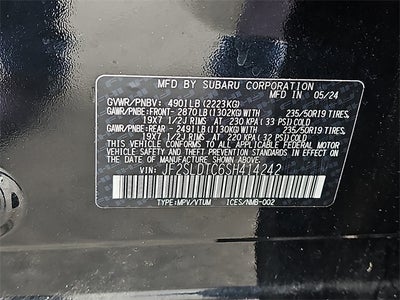 MFD BY SUBARU CORPORATION
MFD. IN 05/24
GVWR/PNBV: 4901LB (2223KG)
GAWR/PNBE: FRONT- 2870LB (1302KG) WITH/AVEC 235/50R19 TIRES,
19X7 1/2J RIMS AT 230 KPA (33 PSI) COLD
GAWR/PNBE: REAR - 2491LB (1130KG) WITH/AVEC 235/50R19 TIRES,
19X7 1/2J RIMS AT 220 KPA (32 PSI) COLD
THIS VEHICLE CONFORMS TO ALL APPLICABLE FEDERAL MOTOR
VEHICLE SAFETY, BUMPER, AND THEFT PREVENTION STANDARDS
IN EFFECT ON THE DATE OF MANUFACTURE SHOWN ABOVE.
VIN: JF2SLDTC6SH414242
TYPE:MPV/VTUM ICES/NMB-002